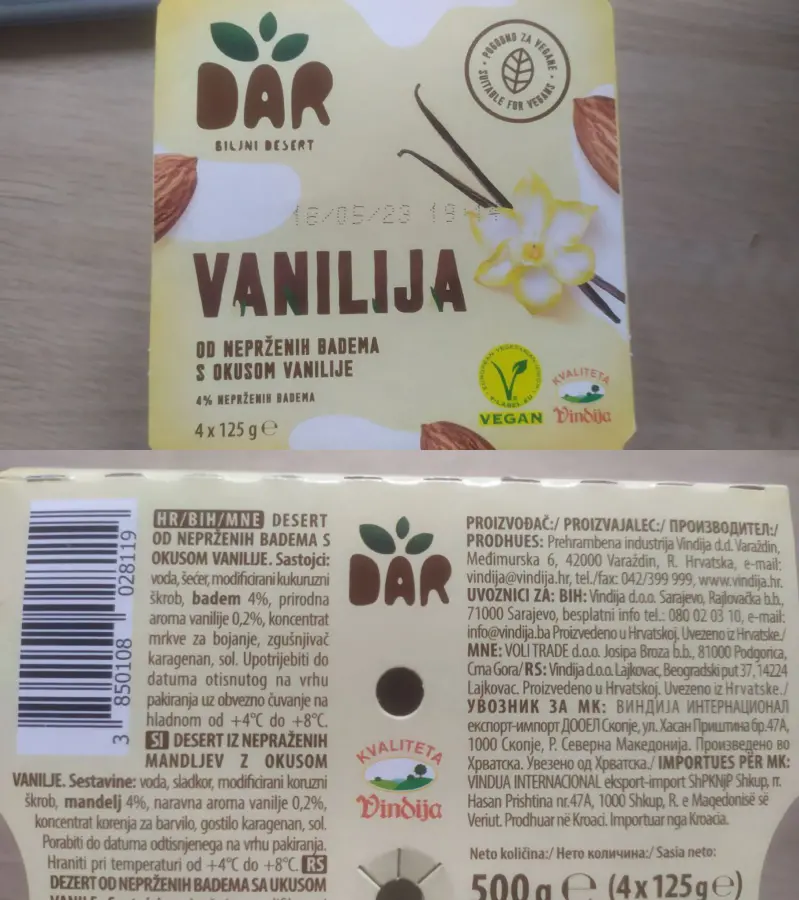 DAR
BILJNI DESERT
• POGODNO ZA VEGANE •
SUITABLE FOR VEGANS
18/05/23 19:14
VANILIJA
OD NEPRŽENIH BADEMA
S OKUSOM VANILIJE
4% NEPRŽENIH BADEMA
4 x 125 g ℮
VEGAN
KVALITETA
Vindija
3 850108 028119
HR/BIH/MNE DESERT
OD NEPRŽENIH BADEMA S
OKUSOM VANILIJE. Sastojci:
voda, šećer, modificirani kukuruzni
škrob, badem 4%, prirodna
aroma vanilije 0,2%, koncentrat
mrkve za bojanje, zgušnjivač
karagenan, sol. Upotrijebiti do
datuma otisnutog na vrhu
pakiranja uz obvezno čuvanje na
hladnom od +4°C do +8°C.
SI DESERT IZ NEPRAŽENIH
MANDLJEV Z OKUSOM
VANILJE. Sestavine: voda, sladkor, modificirani koruzni
škrob, mandelj 4%, naravna aroma vanilje 0,2%,
koncentrat korenja za barvilo, gostilo karagenan, sol.
Porabiti do datuma odtisnjenega na vrhu pakiranja.
Hraniti pri temperaturi od +4°C do +8°C. RS
DEZERT OD NEPRŽENIH BADEMA SA UKUSOM
DAR
KVALITETA
Vindija
PROIZVOĐAČ:/ PROIZVAJALEC:/ ПРОИЗВОДИТЕЛ:/
PRODHUES: Prehrambena industrija Vindija d.d. Varaždin,
Međimurska 6, 42000 Varaždin, R. Hrvatska, e-mail:
vindija@vindija.hr, tel./fax: 042/399 999, www.vindija.hr.
UVOZNICI ZA: BIH: Vindija d.o.o. Sarajevo, Rajlovačka b.b.,
71000 Sarajevo, besplatni info tel.: 080 02 03 10, e-mail:
info@vindija.ba Proizvedeno u Hrvatskoj. Uvezeno iz Hrvatske./
MNE: VOLI TRADE d.o.o. Josipa Broza b.b., 81000 Podgorica,
Crna Gora/ RS: Vindija d.o.o. Lajkovac, Beogradski put 37, 14224
Lajkovac. Proizvedeno u Hrvatskoj. Uvezeno iz Hrvatske./
УВОЗНИК ЗА МК: ВИНДИЈА ИНТЕРНАЦИОНАЛ
експорт-импорт ДООЕЛ Скопје, ул. Хасан Приштина бр.47А,
1000 Скопје, Р. Северна Македонија. Произведено во
Хрватска. Увезено од Хрватска./ IMPORTUES PËR MK:
VINDIJA INTERNACIONAL eksport-import ShPKNjP Shkup, rr.
Hasan Prishtina nr.47A, 1000 Shkup, R. e Maqedonisë së
Veriut. Prodhuar në Kroaci. Importuar nga Kroacia.
Neto količina:/ Нето количина:/ Sasia neto:
500 g ℮ (4x125g℮)